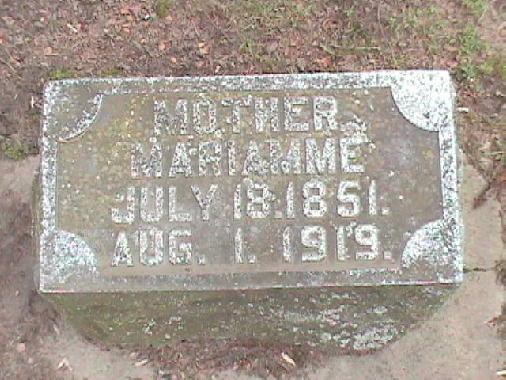 MOTHER
MARIAMME
JULY 18.1851.
AUG. 1. 1919.